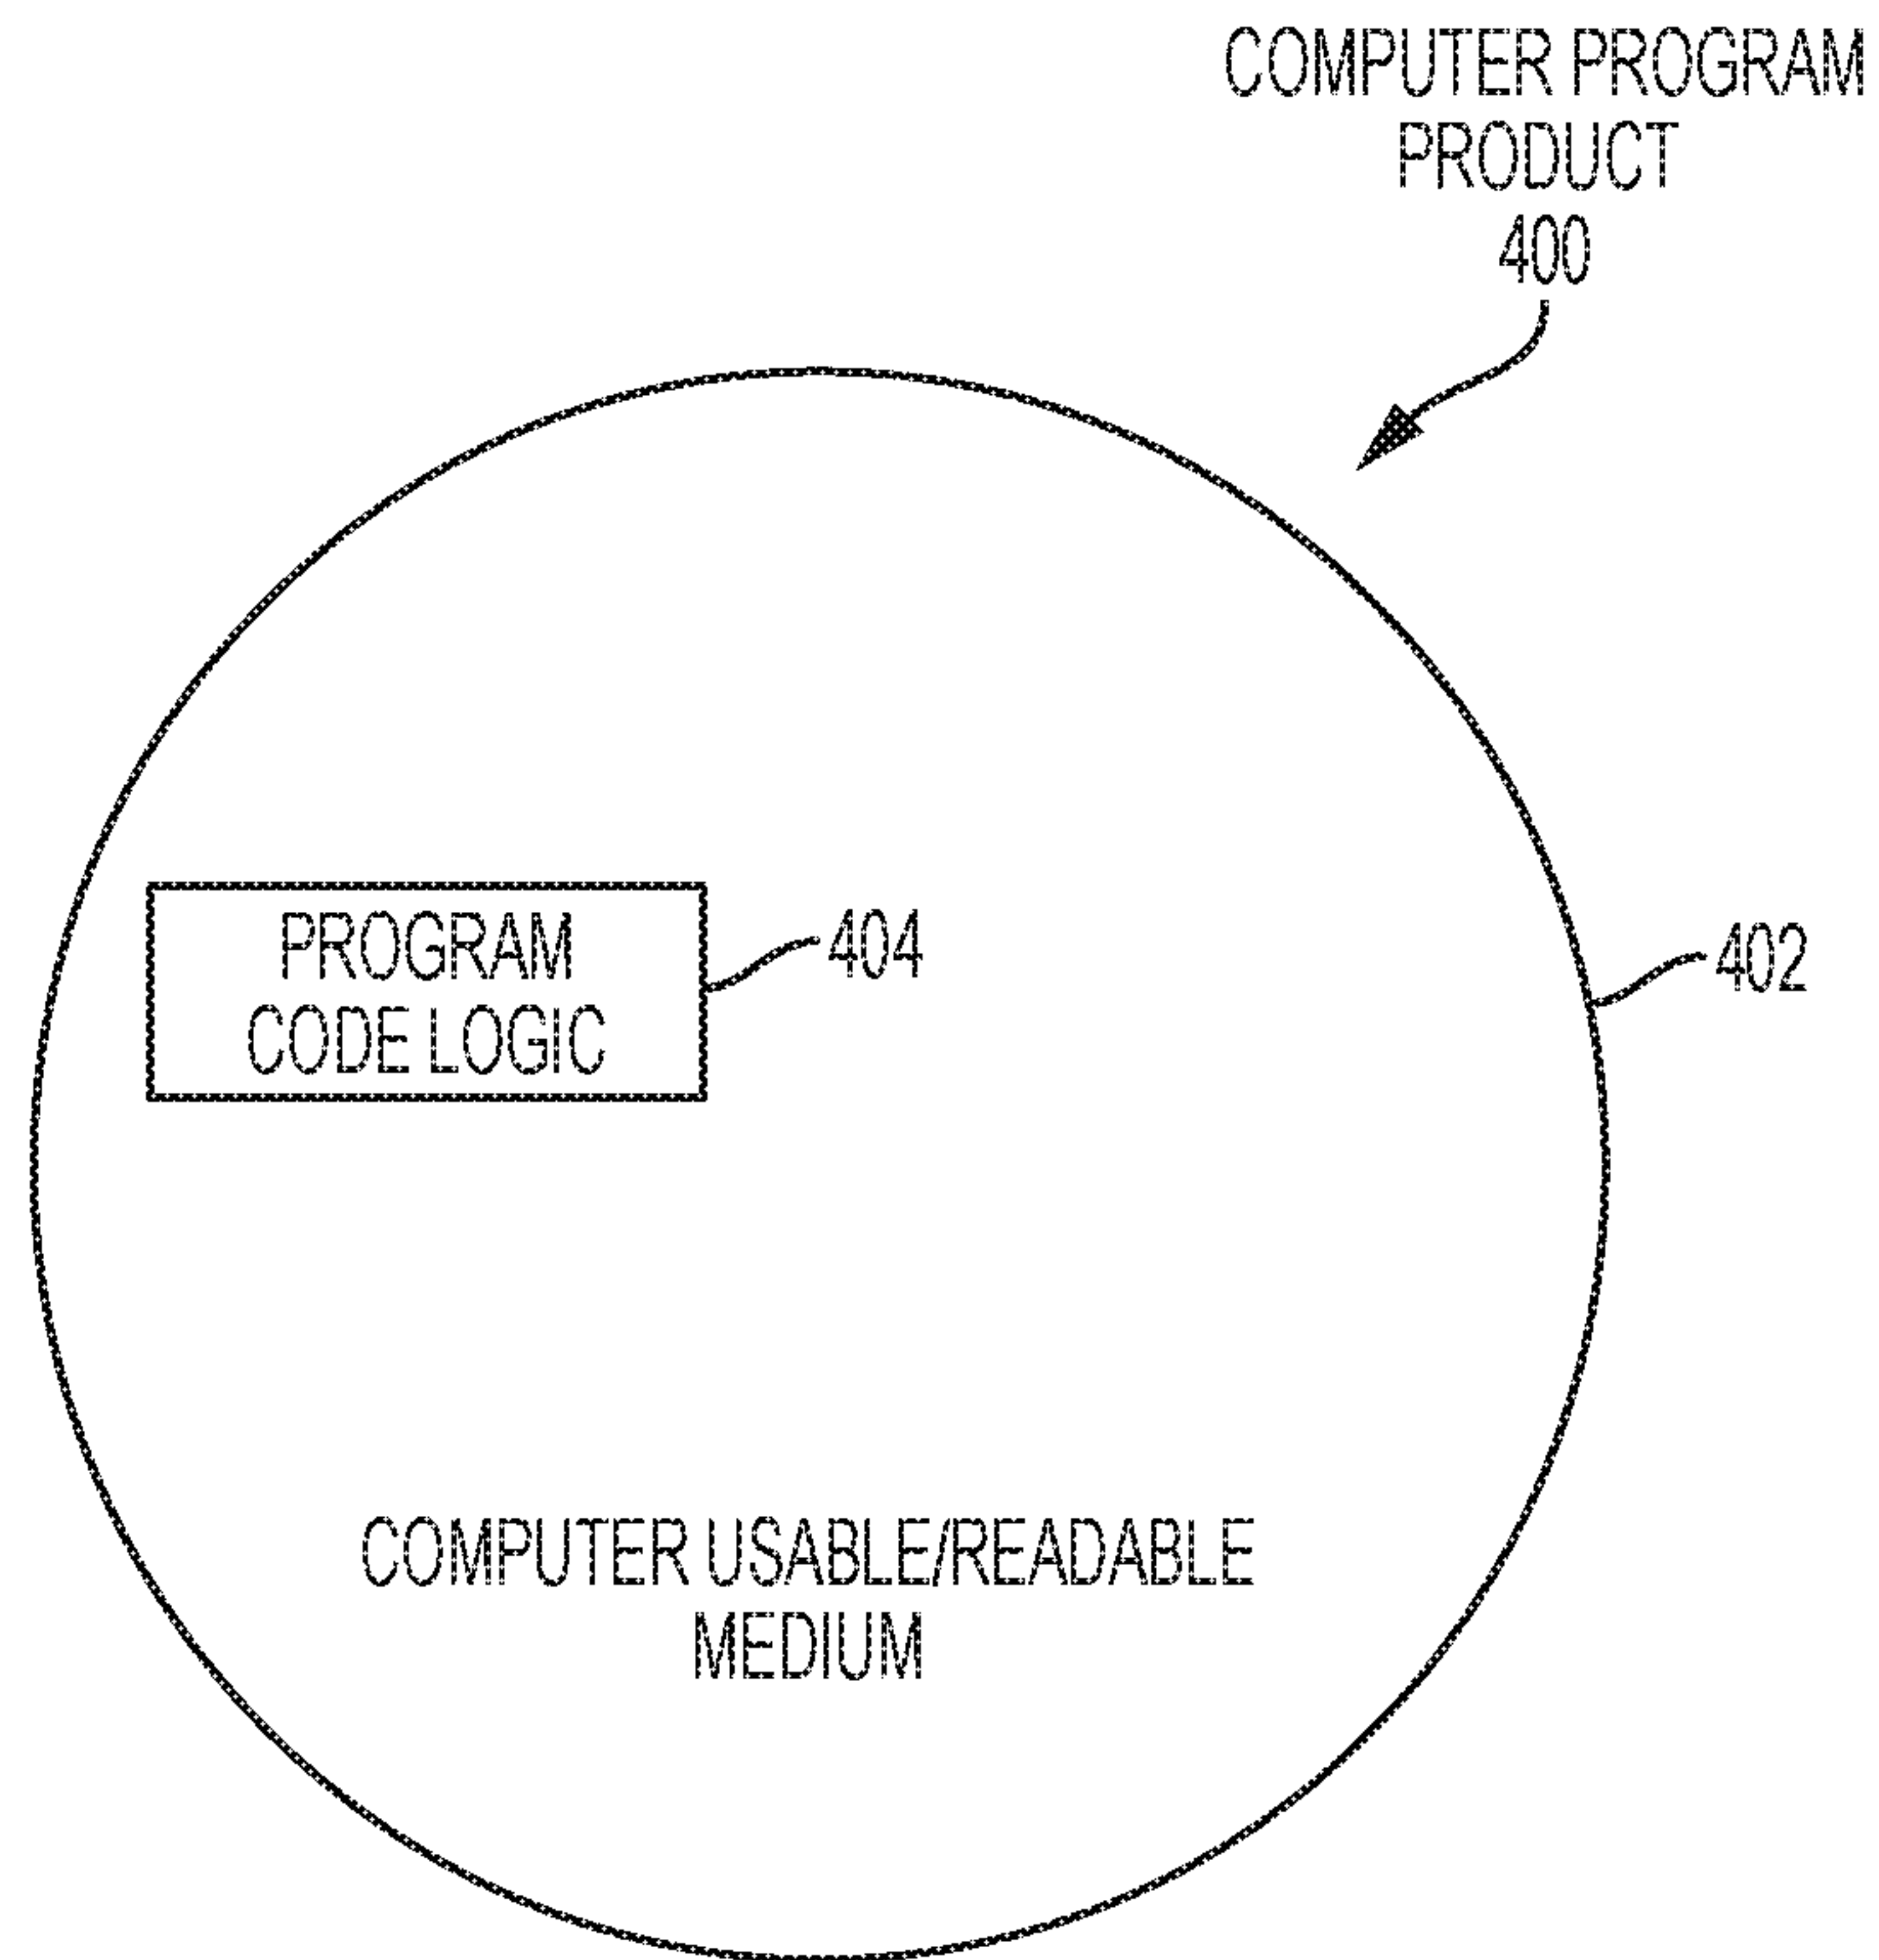 COMPUTER PROGRAM
PRODUCT
400
PROGRAM
CODE LOGIC
404
402
COMPUTER USABLE/READABLE
MEDIUM